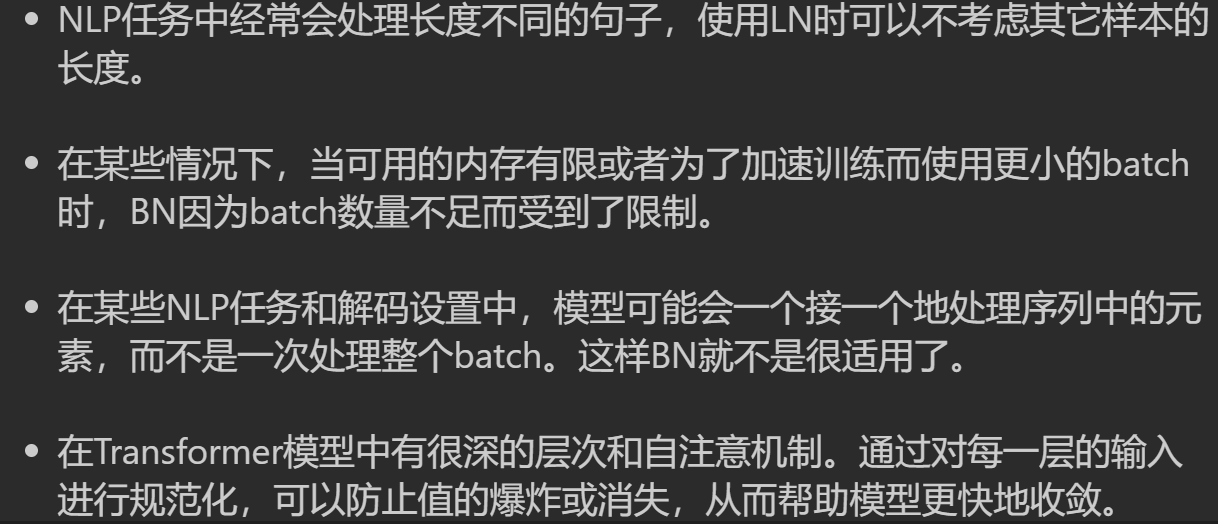 • NLP任务中经常会处理长度不同的句子，使用LN时可以不考虑其它样本的
长度。
• 在某些情况下，当可用的内存有限或者为了加速训练而使用更小的batch
时，BN因为batch数量不足而受到了限制。
• 在某些NLP任务和解码设置中，模型可能会一个接一个地处理序列中的元
素，而不是一次处理整个batch。这样BN就不是很适用了。
• 在Transformer模型中有很深的层次和自注意机制。通过对每一层的输入
进行规范化，可以防止值的爆炸或消失，从而帮助模型更快地收敛。